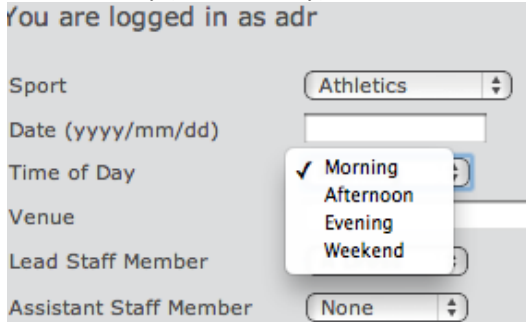 You are logged in as adr
Sport Athletics
Date (yyyy/mm/dd)
Time of Day ✓ Morning
Afternoon
Venue Evening
Weekend
Lead Staff Member
Assistant Staff Member None